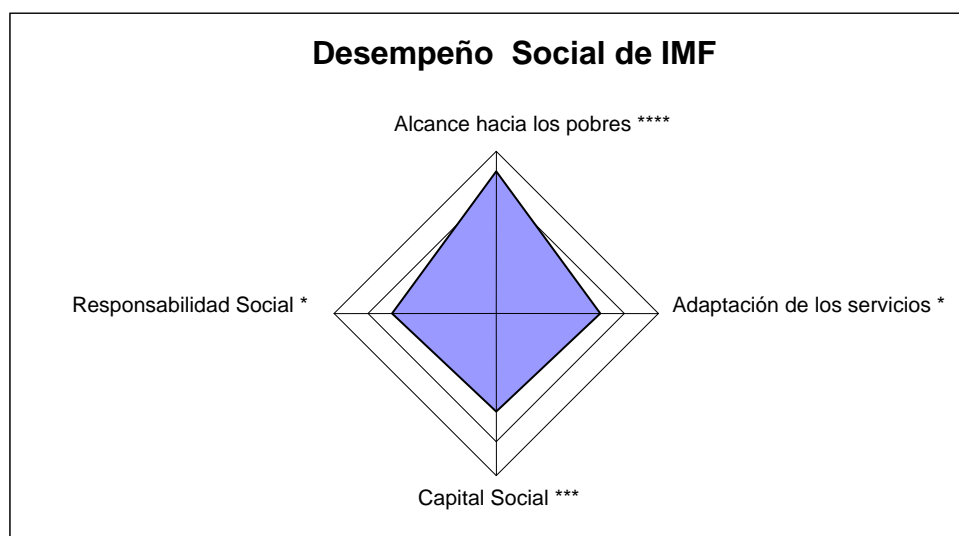 Desempeño  Social de IMF
Alcance hacia los pobres ****
Responsabilidad Social *
Adaptación de los servicios *
Capital Social ***